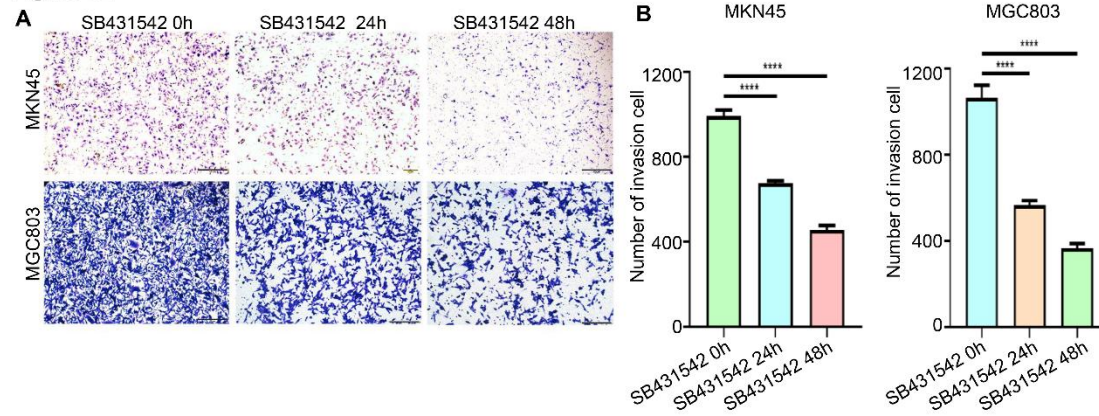 A
SB431542 0h
SB431542 24h
SB431542 48h
MKN45
MGC803
B
MKN45
****
****
Number of invasion cell
1200
800
400
0
SB431542 0h
SB431542 24h
SB431542 48h
MGC803
****
****
Number of invasion cell
1200
800
400
0
SB431542 0h
SB431542 24h
SB431542 48h